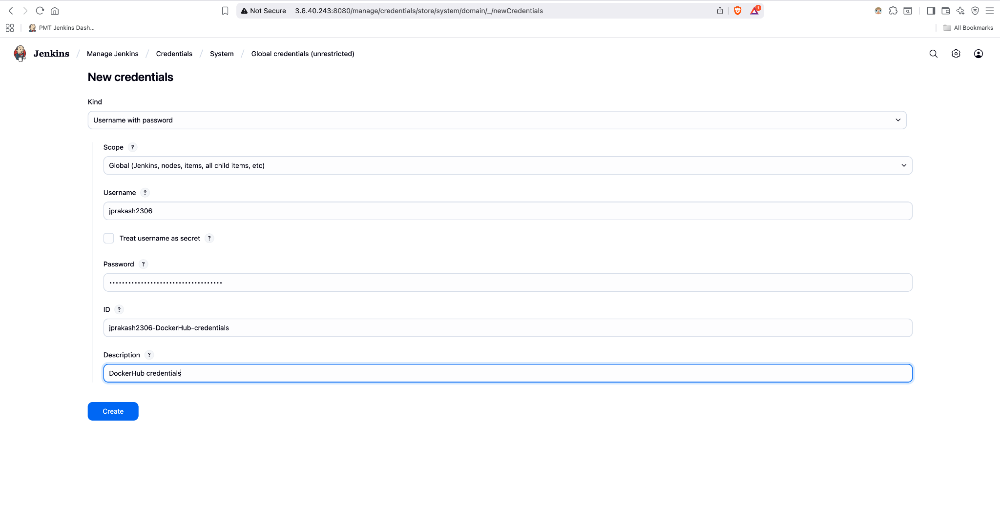 Not Secure 3.6.40.243:8080/manage/credentials/store/system/domain/_/newCredentials
1
PMT Jenkins Dash...
All Bookmarks
Jenkins / Manage Jenkins / Credentials / System / Global credentials (unrestricted)
New credentials
Kind
Username with password
Scope ?
Global (Jenkins, nodes, items, all child items, etc)
Username ?
jprakash2306
Treat username as secret ?
Password ?
••••••••••••••••••••••••••••••••••••
ID ?
jprakash2306-DockerHub-credentials
Description ?
DockerHub credentials
Create